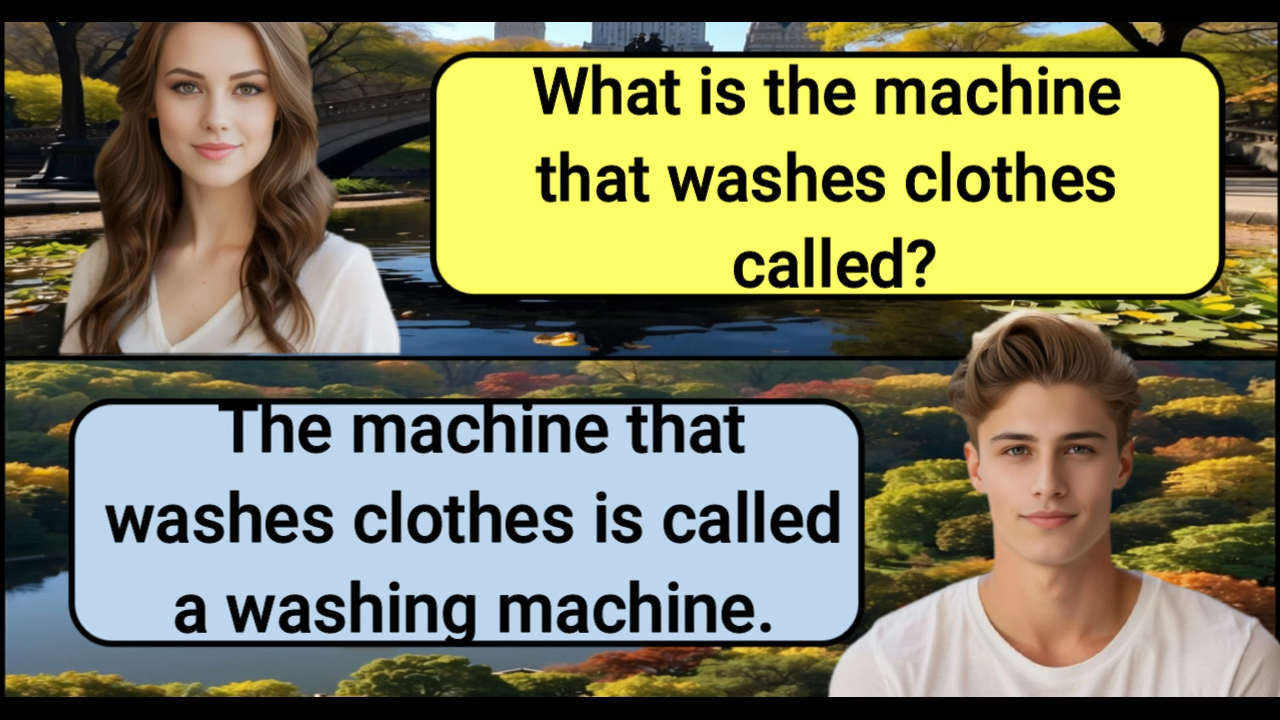 What is the machine
that washes clothes
called?
The machine that
washes clothes is called
a washing machine.